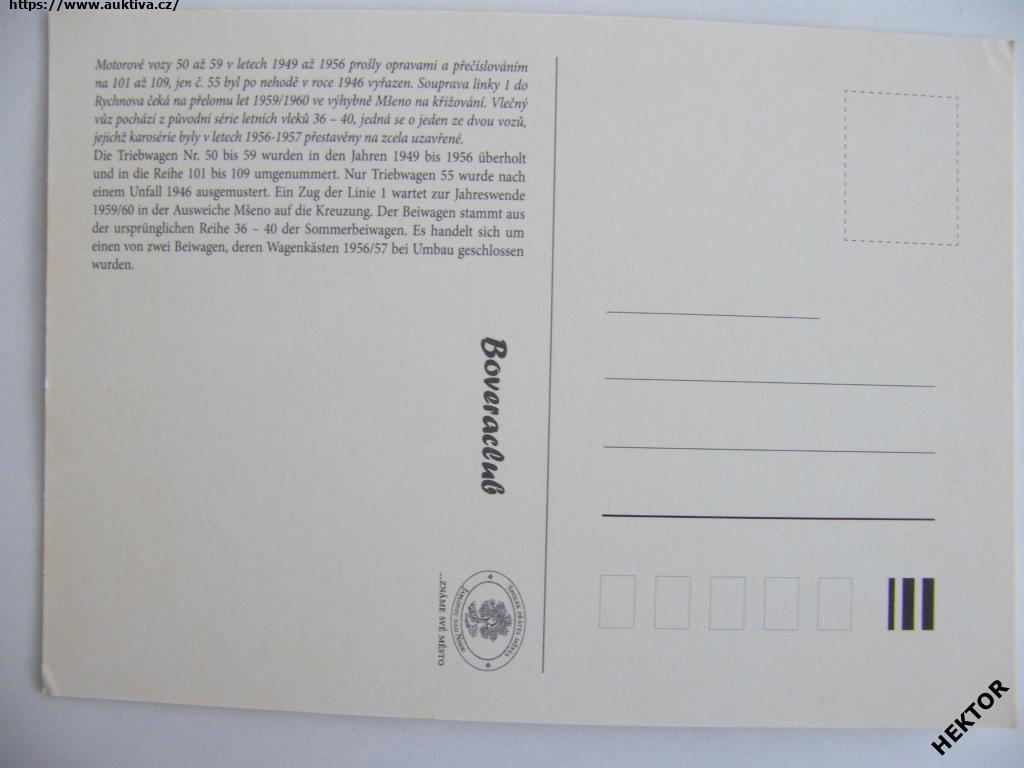 https://www.auktiva.cz/
Motorové vozy 50 až 59 v letech 1949 až 1956 prošly opravami a přečíslováním
na 101 až 109, jen č. 55 byl po nehodě v roce 1946 vyřazen. Souprava linky 1 do
Rychnova čeká na přelomu let 1959/1960 ve výhybně Mšeno na křižování. Vlečný
vůz pochází z původní série letních vleků 36 – 40, jedná se o jeden ze dvou vozů,
jejichž karosérie byly v letech 1956-1957 přestavěny na zcela uzavřené.
Die Triebwagen Nr. 50 bis 59 wurden in den Jahren 1949 bis 1956 überholt
und in die Reihe 101 bis 109 umgenummert. Nur Triebwagen 55 wurde nach
einem Unfall 1946 ausgemustert. Ein Zug der Linie 1 wartet zur Jahreswende
1959/60 in der Ausweiche Mšeno auf die Kreuzung. Der Beiwagen stammt aus
der ursprünglichen Reihe 36 – 40 der Sommerbeiwagen. Es handelt sich um
einen von zwei Beiwagen, deren Wagenkästen 1956/57 bei Umbau geschlossen
wurden.
Boveraclub
Spolek přátel města
Jablonec nad Nisou
...známe své město
HEKTOR